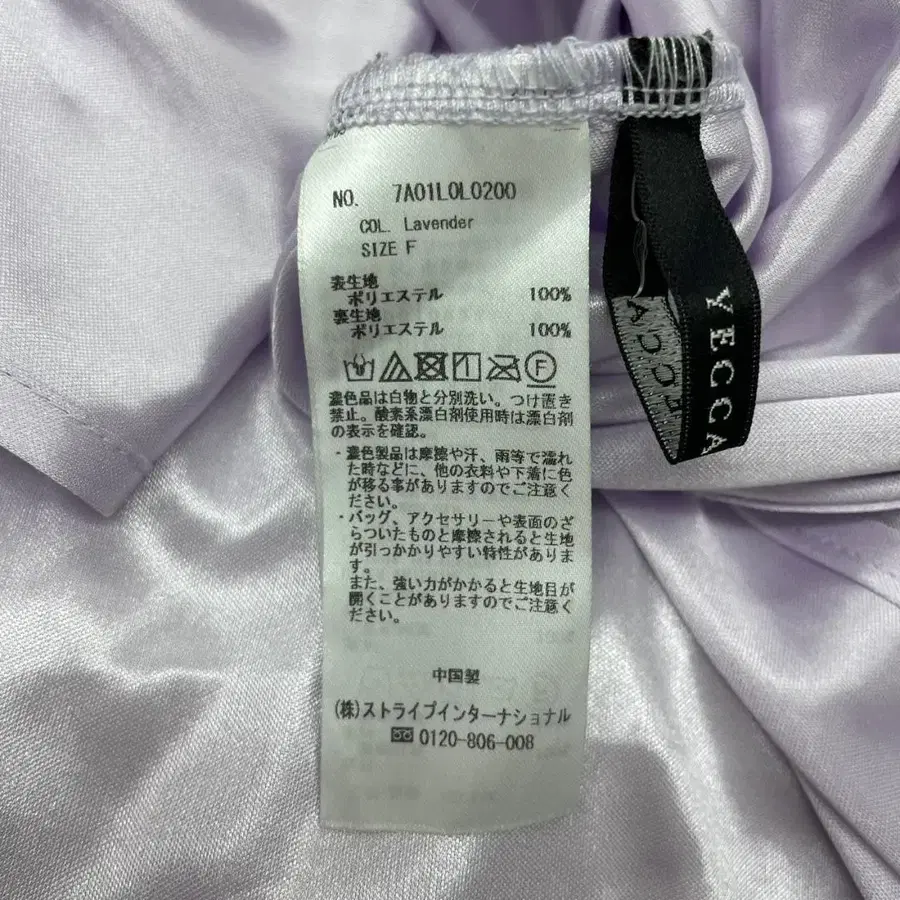 NO. 7A01L0L0200
COL. Lavender
SIZE F
表生地
ポリエステル 100%
裏生地
ポリエステル 100%
F
濃色品は白物と分別洗い。つけ置き
禁止。酸素系漂白剤使用時は漂白剤
の表示を確認。
・濃色製品は摩擦や汗、雨等で濡れ
た時などに、他の衣料や下着に色
が移る事がありますのでご注意く
ださい。
・バッグ、アクセサリーや表面のざ
らついたものと摩擦されると生地
が引っかかりやすい特性がありま
す。
また、強い力がかかると生地目が
開くことがありますのでご注意く
ださい。
中国製
(株)ストライプインターナショナル
0120-806-008
YECCA